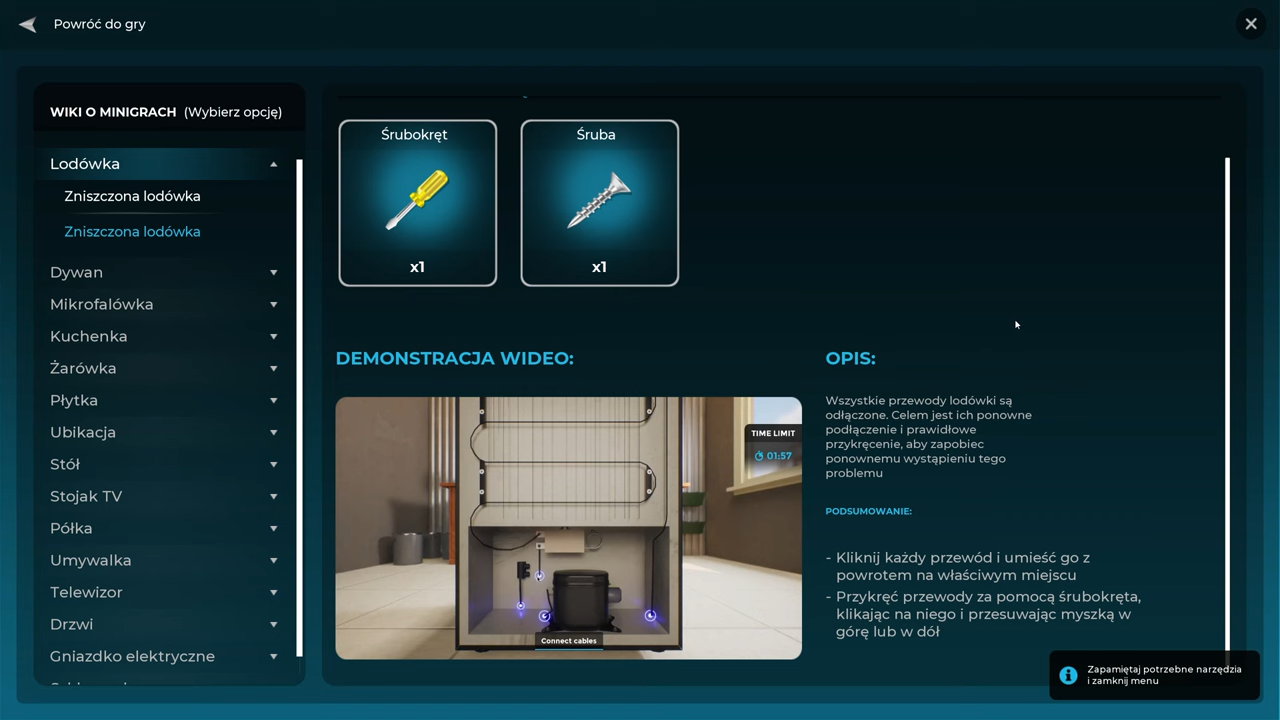 Powróć do gry
WIKI O MINIGRACH (Wybierz opcję)
Lodówka
Zniszczona lodówka
Zniszczona lodówka
Dywan
Mikrofalówka
Kuchenka
Żarówka
Płytka
Ubikacja
Stół
Stojak TV
Półka
Umywalka
Telewizor
Drzwi
Gniazdko elektryczne
Śrubokręt
x1
Śruba
x1
DEMONSTRACJA WIDEO:
TIME LIMIT
01:57
Connect cables
OPIS:
Wszystkie przewody lodówki są
odłączone. Celem jest ich ponowne
podłączenie i prawidłowe
przykręcenie, aby zapobiec
ponownemu wystąpieniu tego
problemu
PODSUMOWANIE:
- Kliknij każdy przewód i umieść go z
powrotem na właściwym miejscu
- Przykręć przewody za pomocą śrubokręta,
klikając na niego i przesuwając myszką w
górę lub w dół
Zapamiętaj potrzebne narzędzia
i zamknij menu